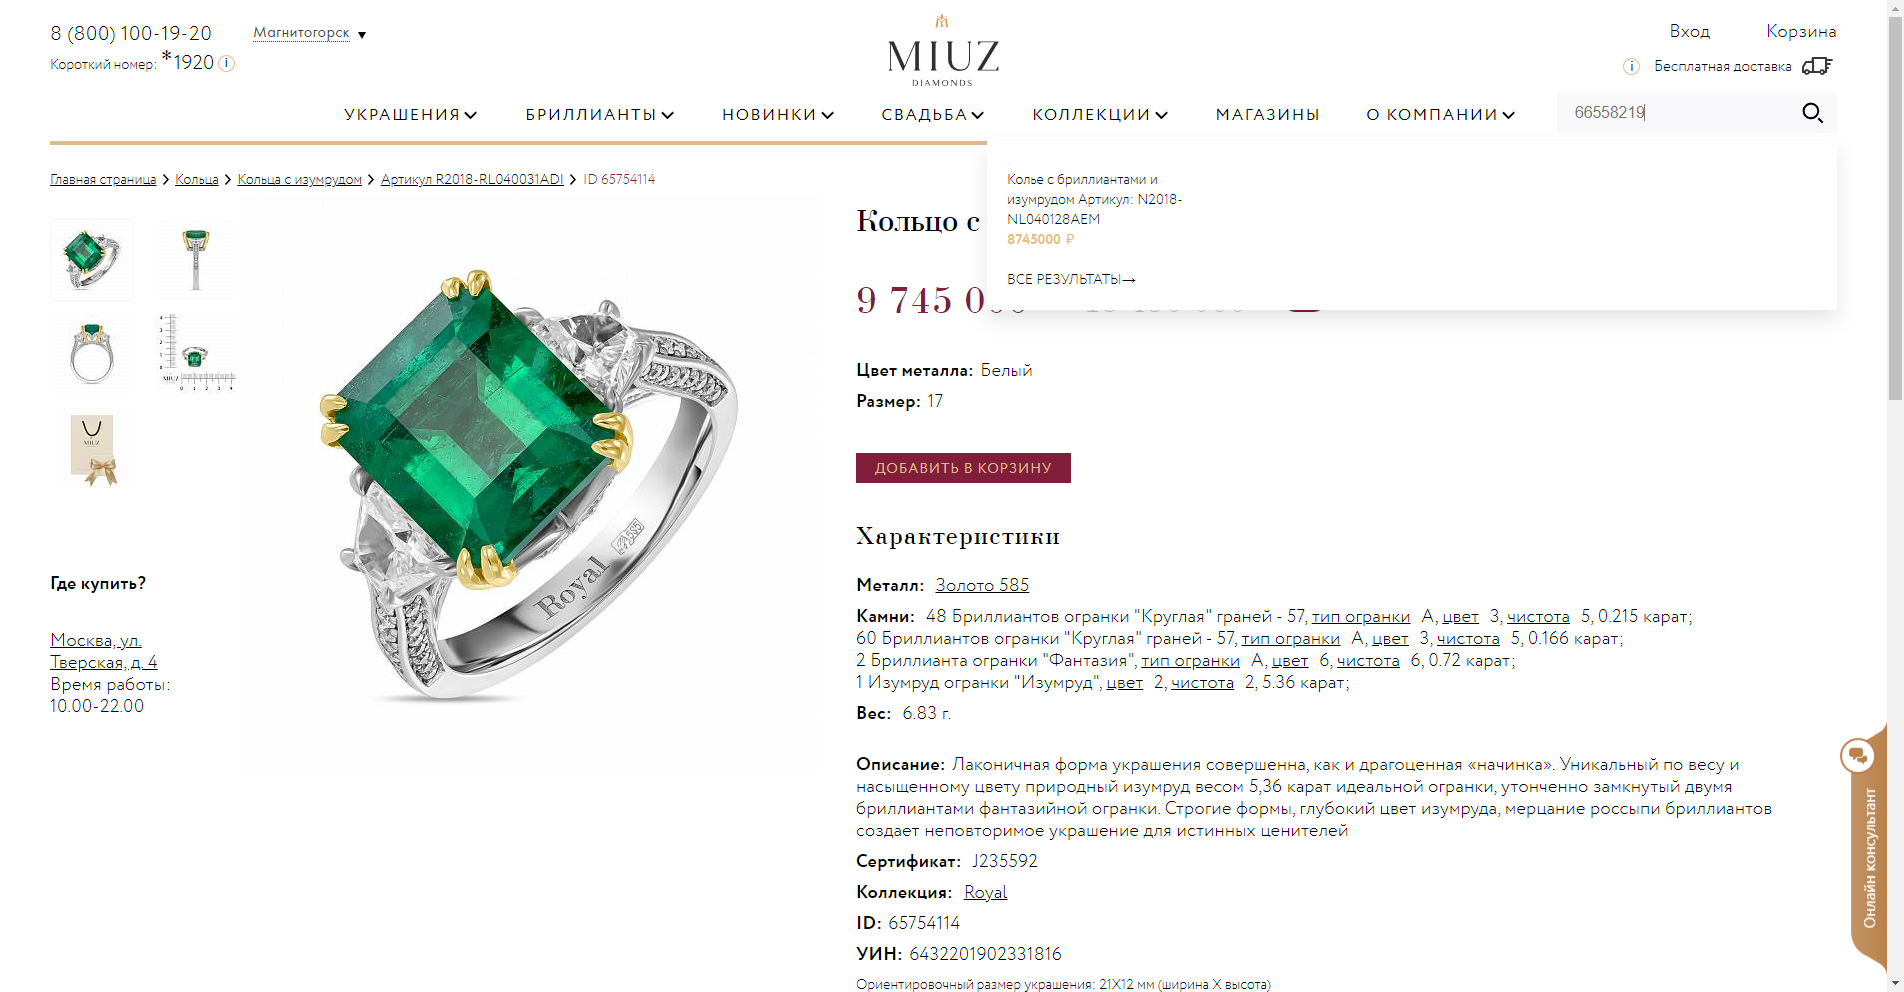 8 (800) 100-19-20
Магнитогорск ▼
Короткий номер: *1920 i
MIUZ
DIAMONDS
Вход
Корзина
i Бесплатная доставка
УКРАШЕНИЯ
БРИЛЛИАНТЫ
НОВИНКИ
СВАДЬБА
КОЛЛЕКЦИИ
МАГАЗИНЫ
О КОМПАНИИ
66558219
Главная страница > Кольца > Кольца с изумрудом > Артикул R2018-RL040031ADI > ID 65754114
Колье с бриллиантами и
изумрудом Артикул: N2018-
NL040128AEM
8745000 ₽
ВСЕ РЕЗУЛЬТАТЫ→
Кольцо с
9 745 0
Цвет металла: Белый
Размер: 17
ДОБАВИТЬ В КОРЗИНУ
MIUZ
MIUZ
Royal
585
Где купить?
Москва, ул.
Тверская, д. 4
Время работы:
10.00-22.00
Характеристики
Металл: Золото 585
Камни: 48 Бриллиантов огранки "Круглая" граней - 57, тип огранки А, цвет 3, чистота 5, 0.215 карат;
60 Бриллиантов огранки "Круглая" граней - 57, тип огранки А, цвет 3, чистота 5, 0.166 карат;
2 Бриллианта огранки "Фантазия", тип огранки А, цвет 6, чистота 6, 0.72 карат;
1 Изумруд огранки "Изумруд", цвет 2, чистота 2, 5.36 карат;
Вес: 6.83 г.
Описание: Лаконичная форма украшения совершенна, как и драгоценная «начинка». Уникальный по весу и
насыщенному цвету природный изумруд весом 5,36 карат идеальной огранки, утонченно замкнутый двумя
бриллиантами фантазийной огранки. Строгие формы, глубокий цвет изумруда, мерцание россыпи бриллиантов
создает неповторимое украшение для истинных ценителей
Сертификат: J235592
Коллекция: Royal
ID: 65754114
УИН: 6432201902331816
Ориентировочный размер украшения: 21X12 мм (ширина X высота)
Онлайн консультант